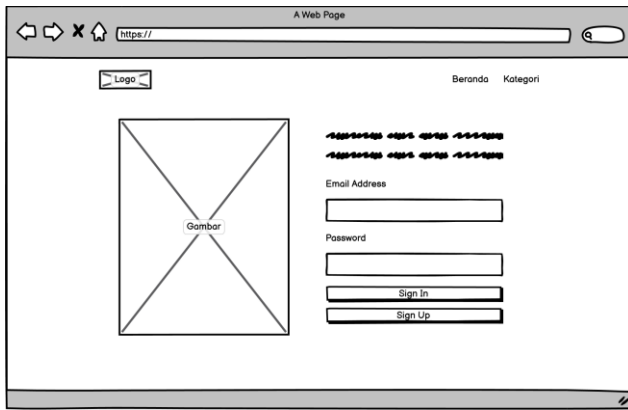 A Web Page
https://
Logo
Beranda Kategori
Gambar
Email Address
Password
Sign In
Sign Up